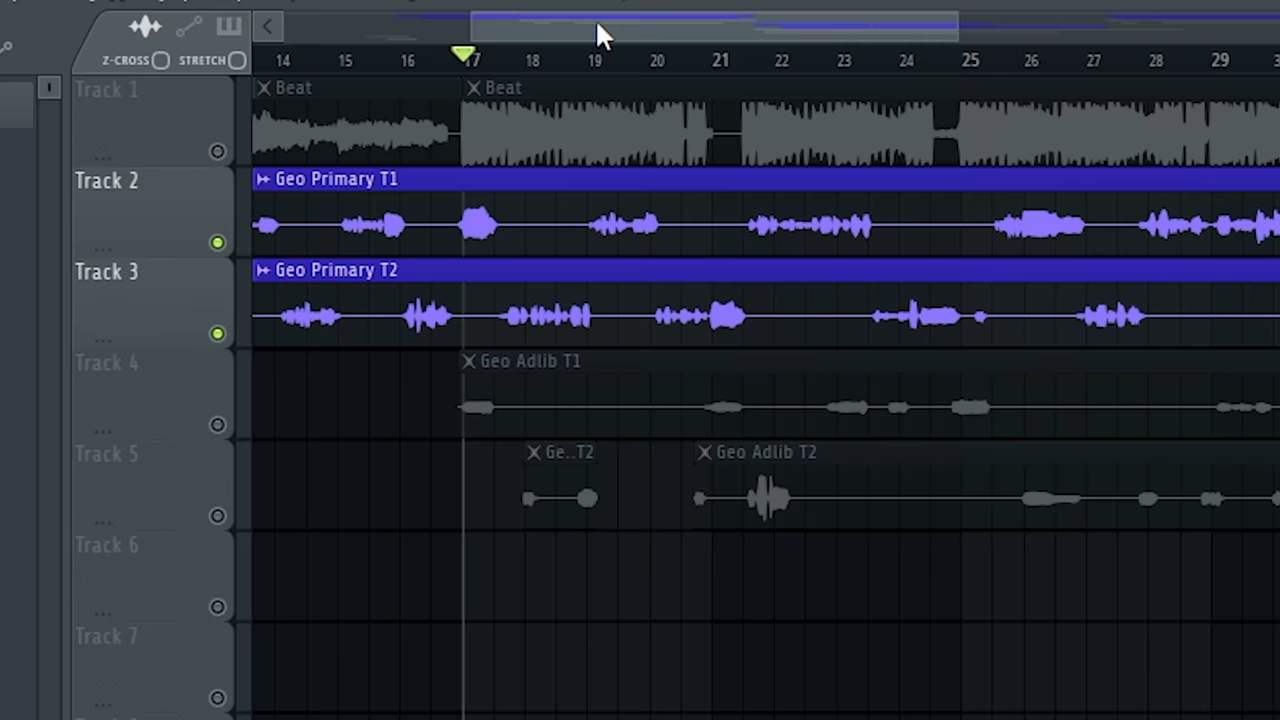 Z-CROSS STRETCH
14 15 16 17 18 19 20 21 22 23 24 25 26 27 28 29
Track 1 Beat Beat
Track 2 Geo Primary T1
Track 3 Geo Primary T2
Track 4 Geo Adlib T1
Track 5 Ge..T2 Geo Adlib T2
Track 6
Track 7